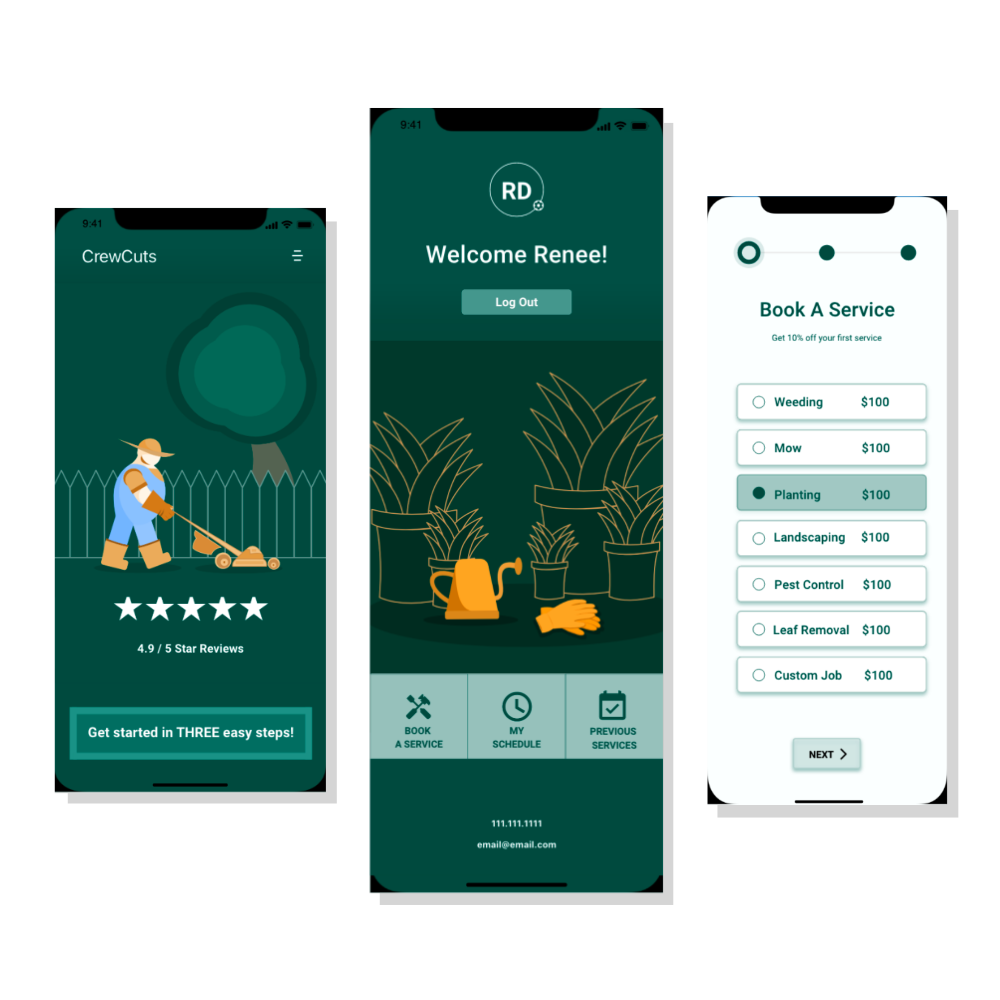 9:41
CrewCuts
4.9 / 5 Star Reviews
Get started in THREE easy steps!
9:41
RD
Welcome Renee!
Log Out
BOOK
A SERVICE
MY
SCHEDULE
PREVIOUS
SERVICES
111.111.1111
email@email.com
Book A Service
Get 10% off your first service
Weeding $100
Mow $100
Planting $100
Landscaping $100
Pest Control $100
Leaf Removal $100
Custom Job $100
NEXT